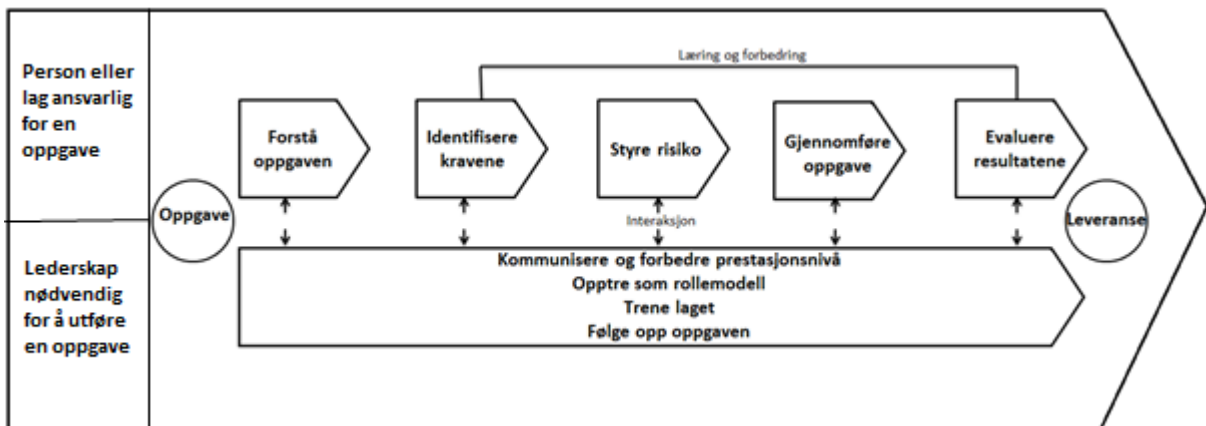 Person eller
lag ansvarlig
for en
oppgave
Læring og forbedring
Forstå
oppgaven
Identifisere
kravene
Styre risiko
Gjennomføre
oppgave
Evaluere
resultatene
Oppgave
Interaksjon
Leveranse
Lederskap
nødvendig
for å utføre
en oppgave
Kommunisere og forbedre prestasjonsnivå
Opptre som rollemodell
Trene laget
Følge opp oppgaven